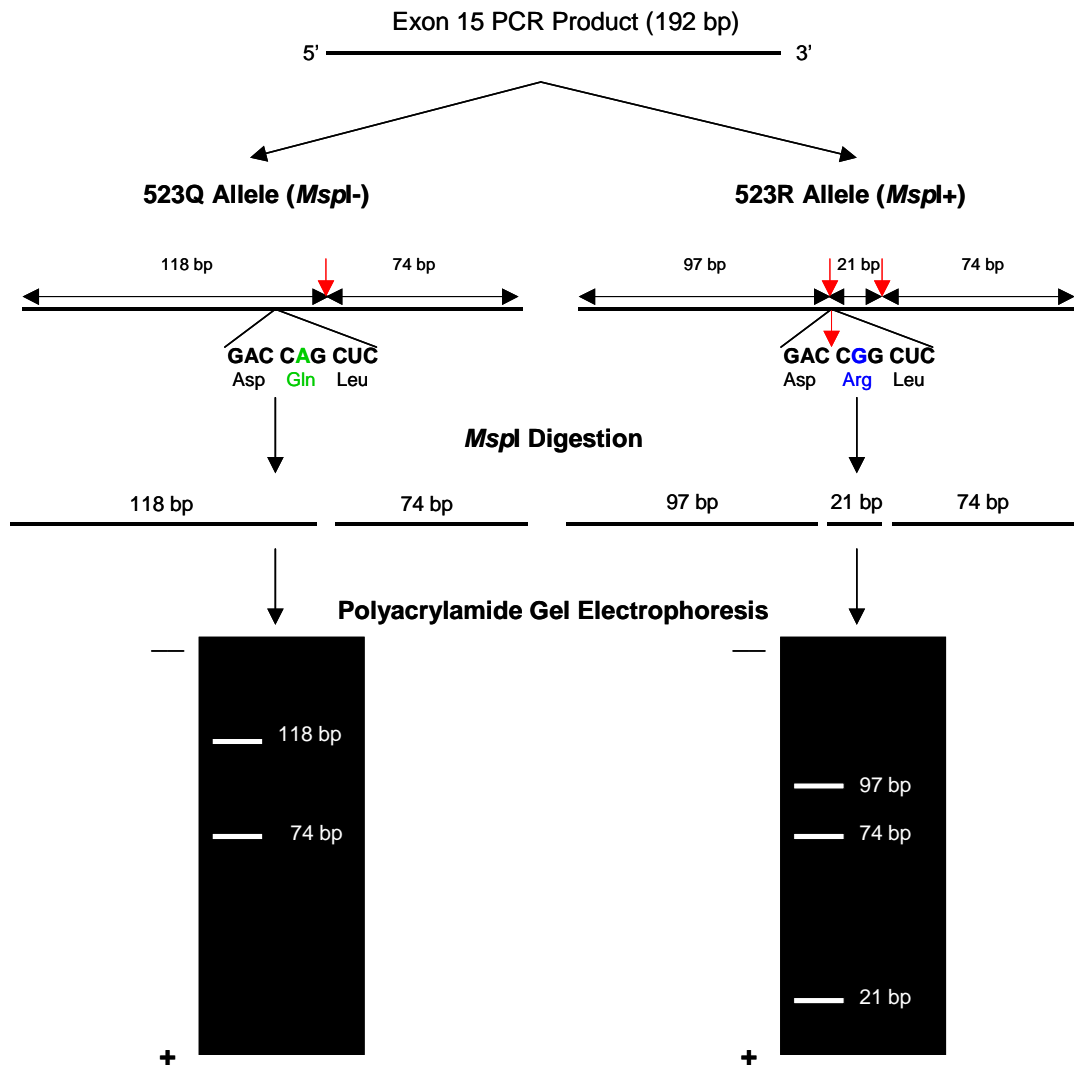 Exon 15 PCR Product (192 bp)
5’ 3’
523Q Allele (MspI-) 523R Allele (MspI+)
118 bp 74 bp 97 bp 21 bp 74 bp
GAC CAG CUC GAC CGG CUC
Asp Gln Leu Asp Arg Leu
MspI Digestion
118 bp 74 bp 97 bp 21 bp 74 bp
Polyacrylamide Gel Electrophoresis
— —
118 bp
97 bp
74 bp 74 bp
21 bp
+ +